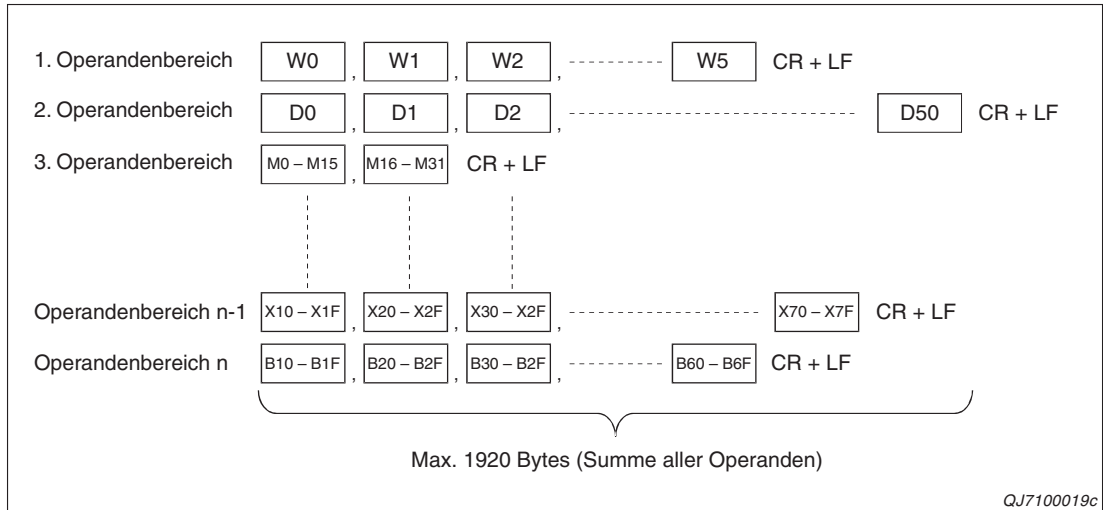 1. Operandenbereich W0 , W1 , W2 , W5 CR + LF
2. Operandenbereich D0 , D1 , D2 , D50 CR + LF
3. Operandenbereich M0 – M15 , M16 – M31 CR + LF
Operandenbereich n-1 X10 – X1F , X20 – X2F , X30 – X2F , X70 – X7F CR + LF
Operandenbereich n B10 – B1F , B20 – B2F , B30 – B2F , B60 – B6F CR + LF
Max. 1920 Bytes (Summe aller Operanden)
QJ7100019c